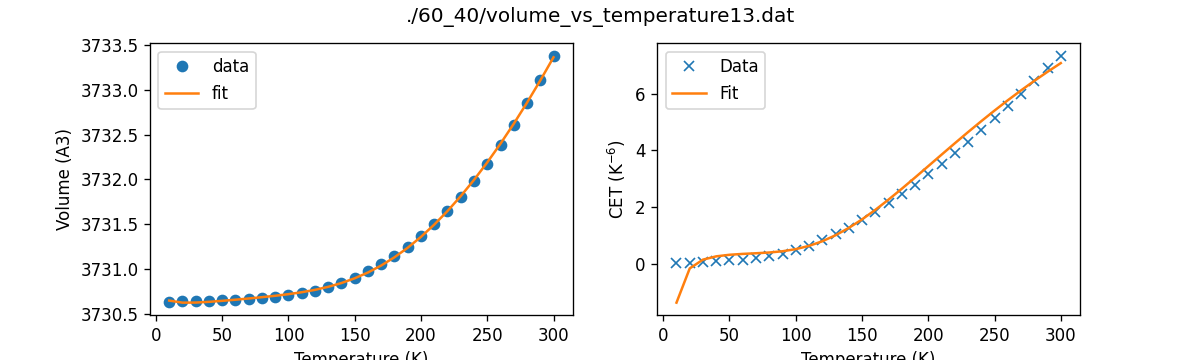 ./60_40/volume_vs_temperature13.dat
3733.5
3733.0
3732.5
3732.0
3731.5
3731.0
3730.5
Volume (A3)
data
fit
0
50
100
150
200
250
300
Temperature (K)
6
4
2
0
CET (K⁻⁶)
Data
Fit
0
50
100
150
200
250
300
Temperature (K)